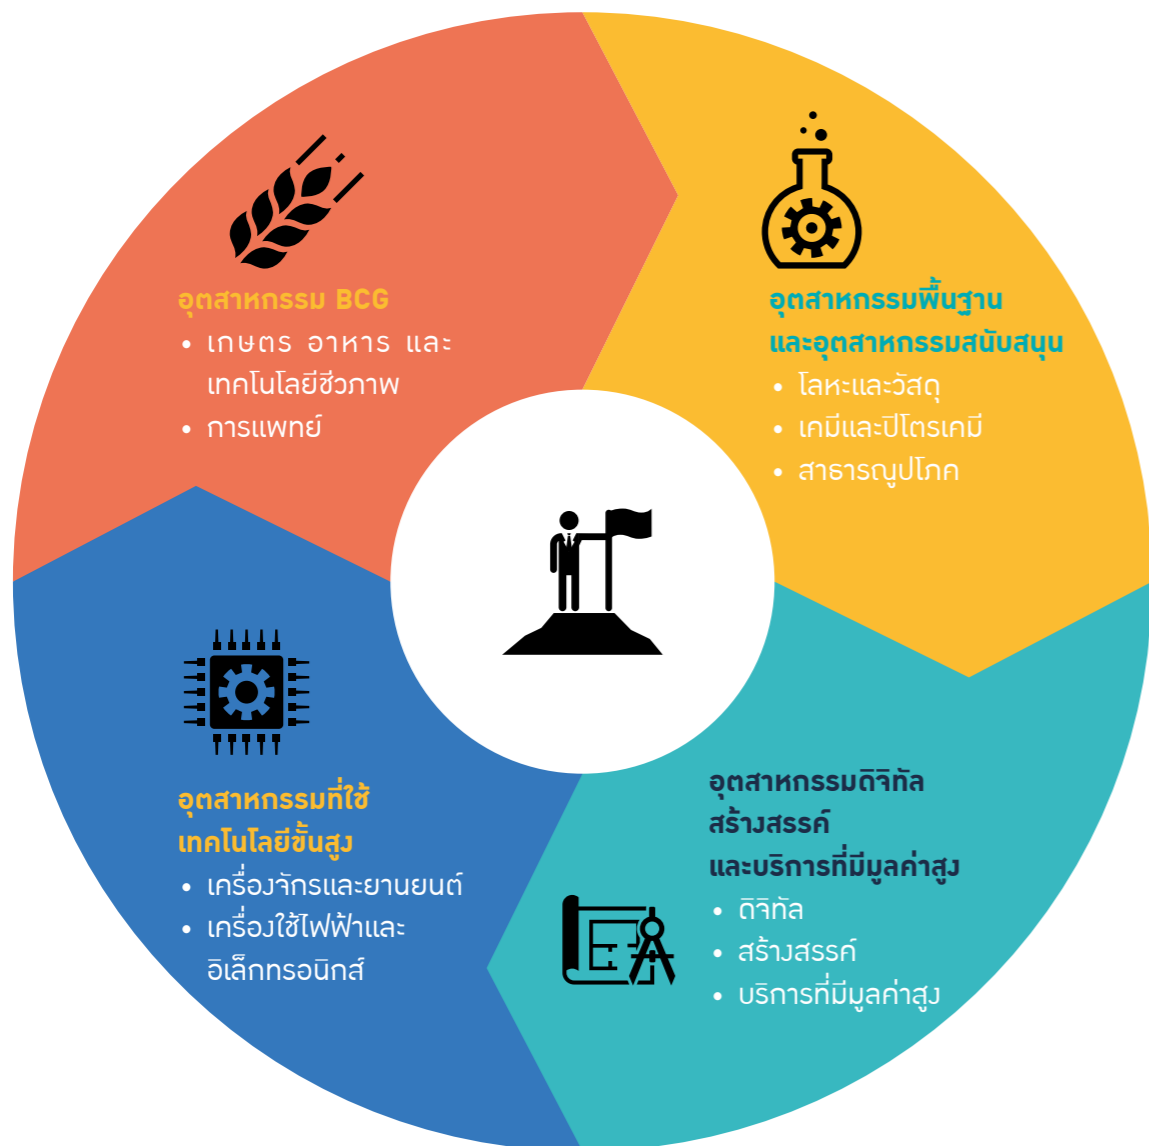 อุตสาหกรรม BCG
• เกษตร อาหาร และ
เทคโนโลยีชีวภาพ
• การแพทย์
อุตสาหกรรมพื้นฐาน
และอุตสาหกรรมสนับสนุน
• โลหะและวัสดุ
• เคมีและปิโตรเคมี
• สาธารณูปโภค
อุตสาหกรรมที่ใช้
เทคโนโลยีขั้นสูง
• เครื่องจักรและยานยนต์
• เครื่องใช้ไฟฟ้าและ
อิเล็กทรอนิกส์
อุตสาหกรรมดิจิทัล
สร้างสรรค์
และบริการที่มีมูลค่าสูง
• ดิจิทัล
• สร้างสรรค์
• บริการที่มีมูลค่าสูง